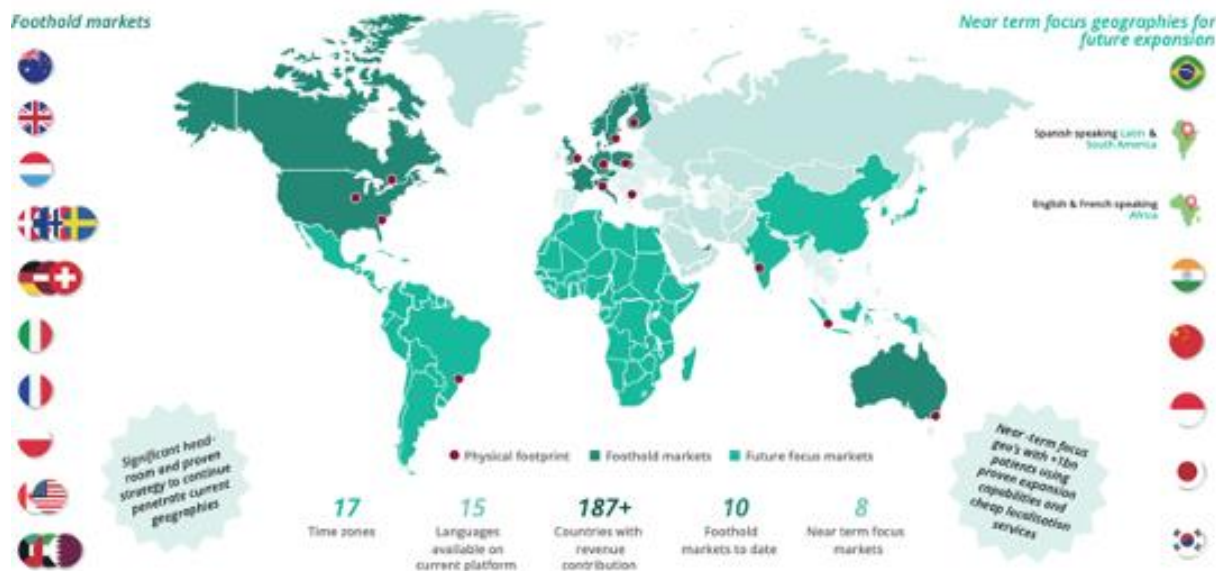 Foothold markets
Near term focus geographies for
future expansion
Spanish speaking Latin &
South America
English & French speaking
Africa
Significant head-
room and proven
strategy to continue
penetrate current
geographies
Near -term focus
geo's with +1bn
patients using
proven expansion
capabilities and
cheap localisation
services
Physical footprint
Foothold markets
Future focus markets
17
Time zones
15
Languages
available on
current platform
187+
Countries with
revenue
contribution
10
Foothold
markets to date
8
Near term focus
markets